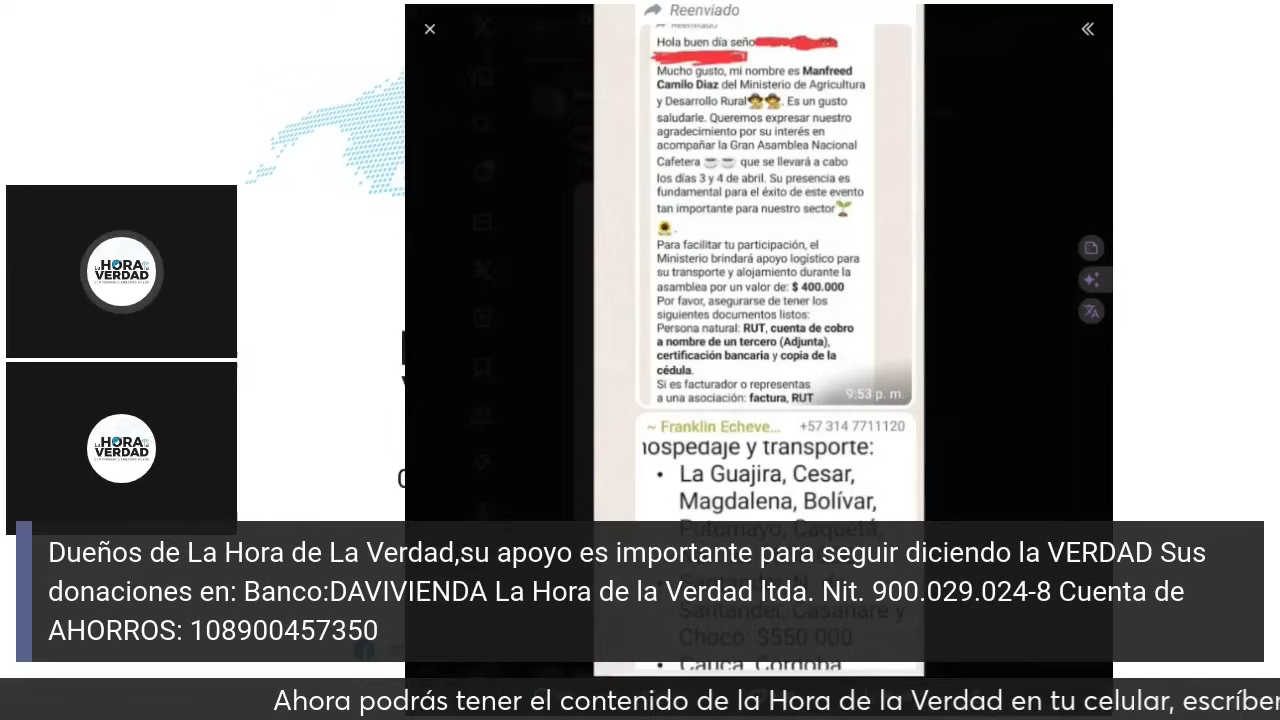 Reenviado
Reenviado
Hola buen día seño
Mucho gusto, mi nombre es Manfreed
Camilo Diaz del Ministerio de Agricultura
y Desarrollo Rural. Es un gusto
saludarle. Queremos expresar nuestro
agradecimiento por su interés en
acompañar la Gran Asamblea Nacional
Cafetera que se llevará a cabo
los días 3 y 4 de abril. Su presencia es
fundamental para el éxito de este evento
tan importante para nuestro sector
.
Para facilitar tu participación, el
Ministerio brindará apoyo logístico para
su transporte y alojamiento durante la
asamblea por un valor de: $ 400.000
Por favor, asegurarse de tener los
siguientes documentos listos:
Persona natural: RUT, cuenta de cobro
a nombre de un tercero (Adjunta),
certificación bancaria y copia de la
cédula.
Si es facturador o representas
a una asociación: factura, RUT
9:53 p. m.
~ Franklin Echeve... +57 314 7711120
hospedaje y transporte:
• La Guajira, Cesar,
Magdalena, Bolívar,
Putumayo, Caquetá,
Santander, Casanare y
Chocó: $550 000
• Cauca, Córdoba
LA HORA DE LA VERDAD
LA HORA DE LA VERDAD
Dueños de La Hora de La Verdad,su apoyo es importante para seguir diciendo la VERDAD Sus
donaciones en: Banco:DAVIVIENDA La Hora de la Verdad ltda. Nit. 900.029.024-8 Cuenta de
AHORROS: 108900457350
Ahora podrás tener el contenido de la Hora de la Verdad en tu celular, escríber